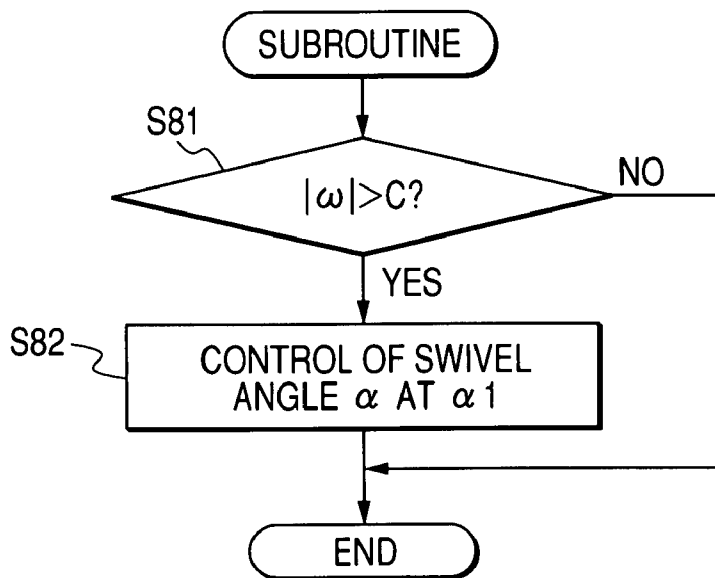 SUBROUTINE
S81
|ω|>C?
NO
YES
S82
CONTROL OF SWIVEL
ANGLE α AT α1
END